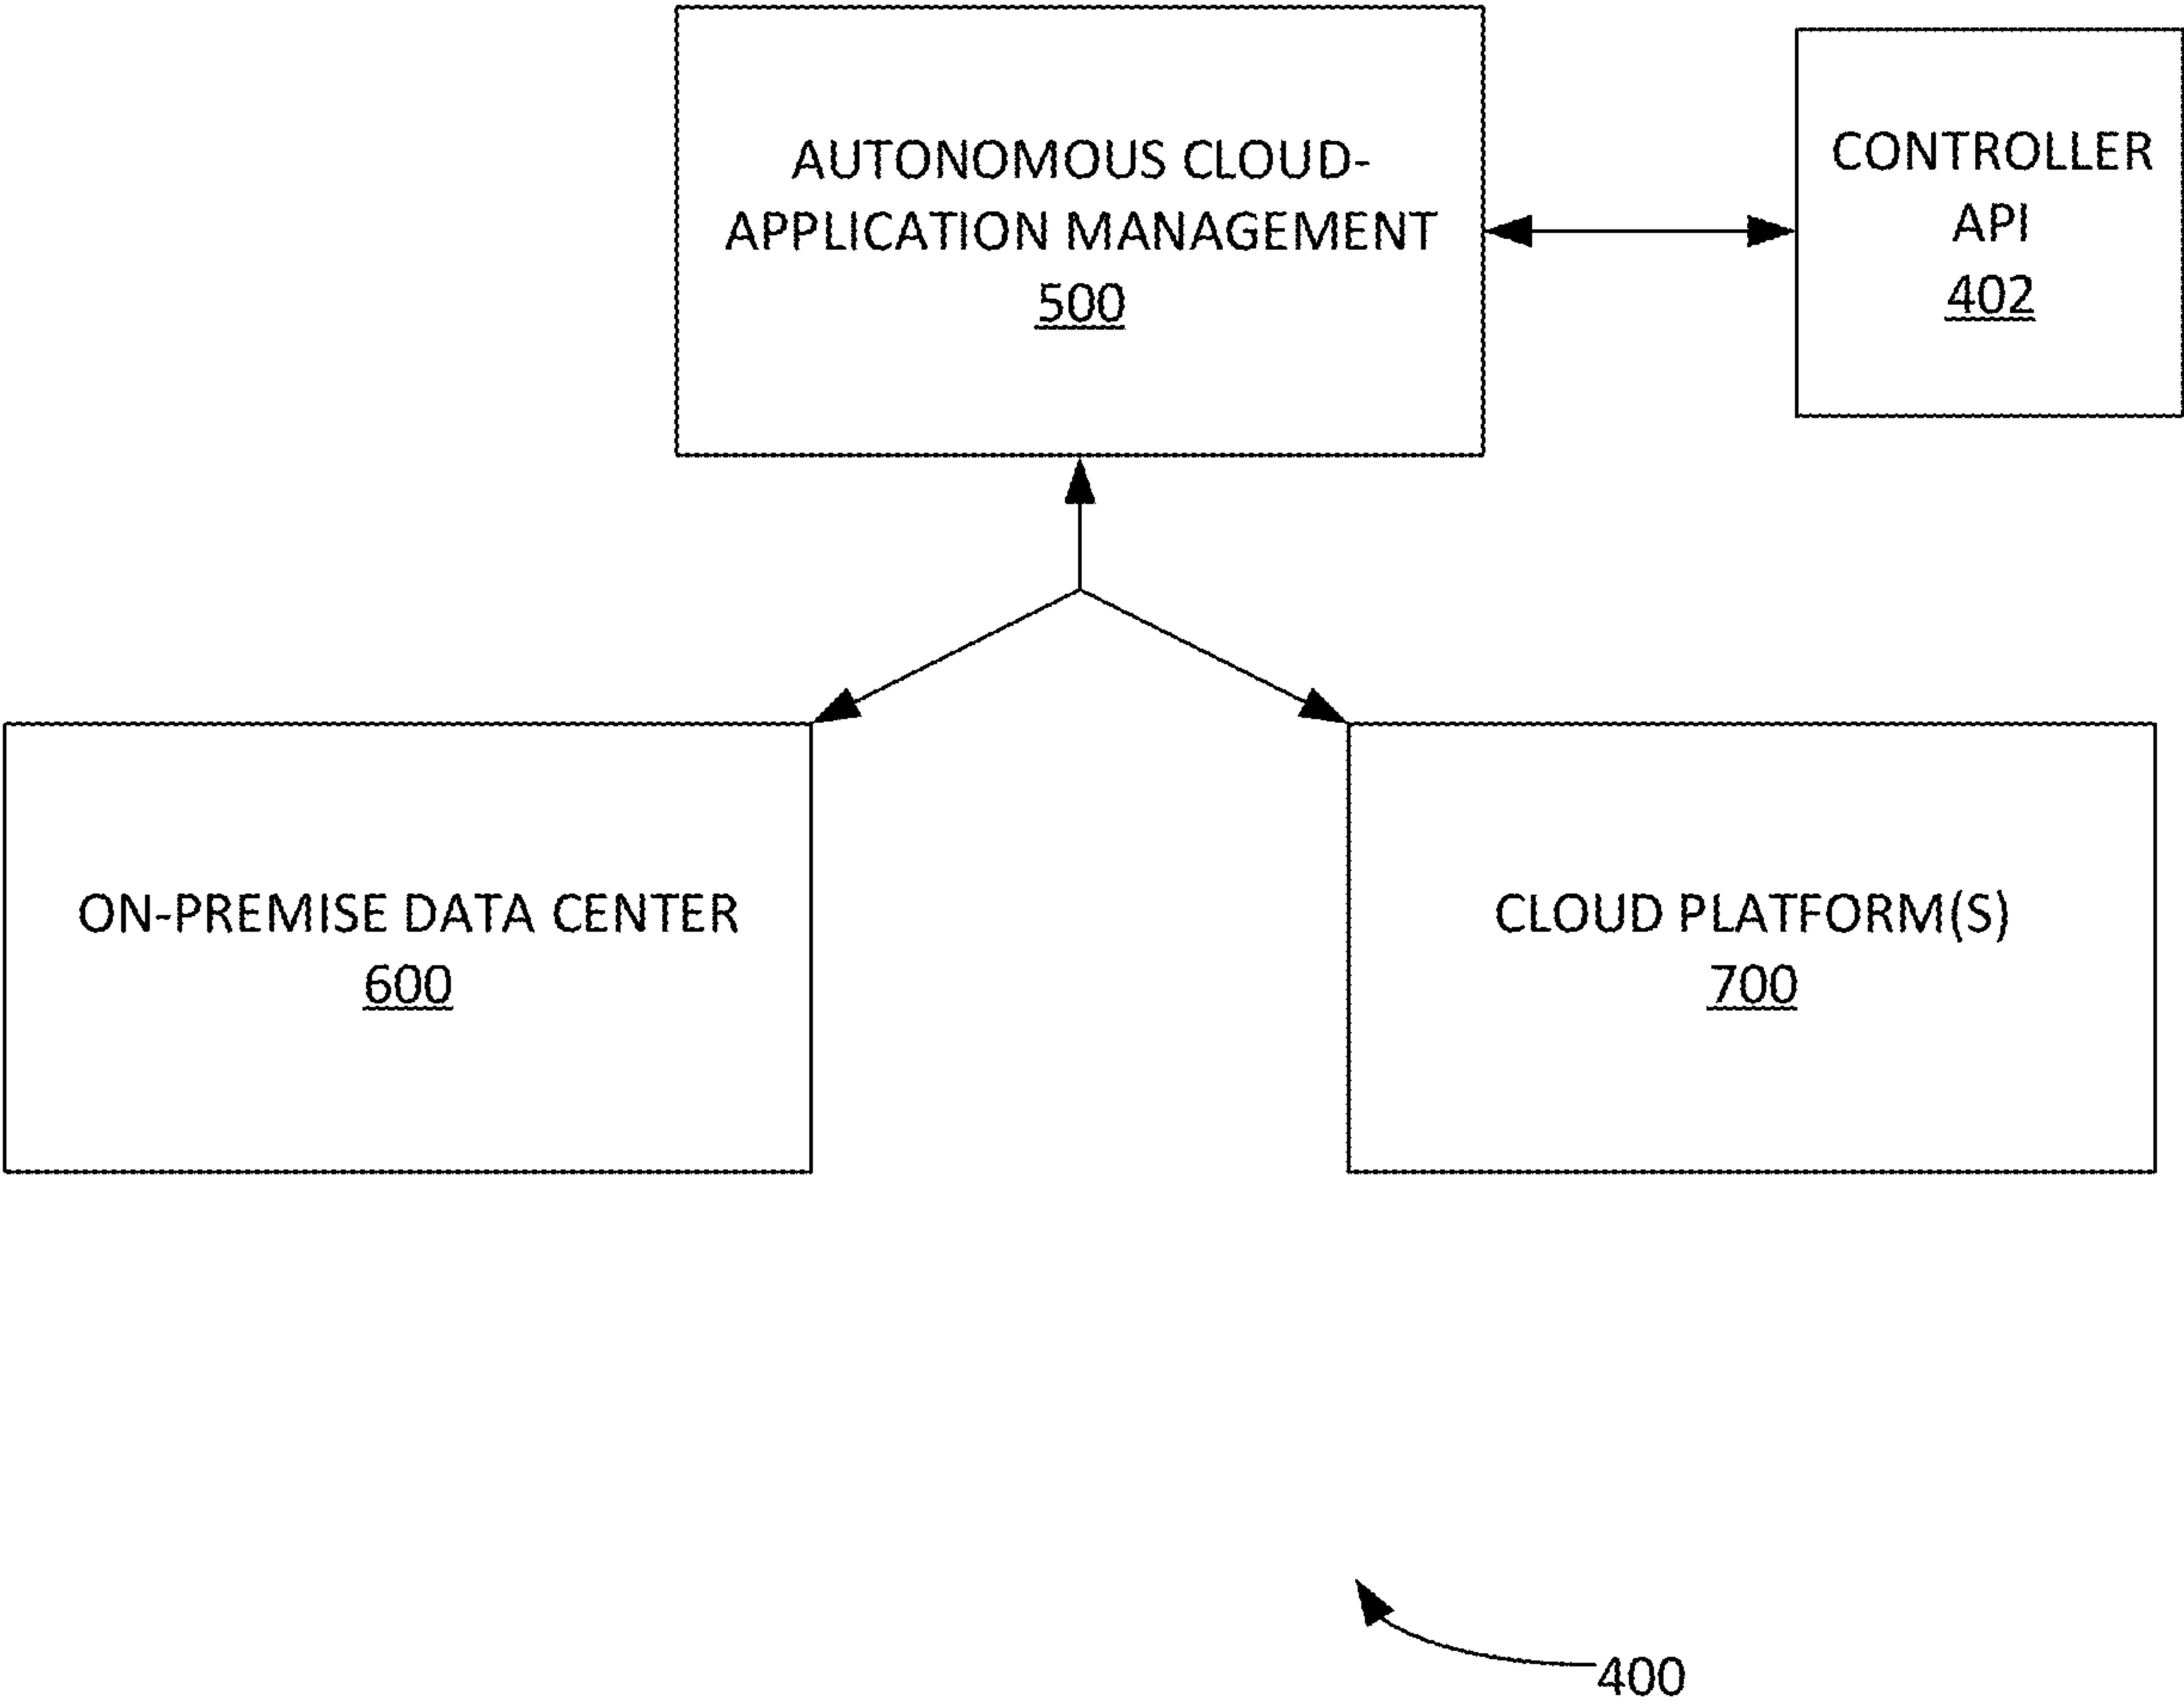 AUTONOMOUS CLOUD-
APPLICATION MANAGEMENT
500
CONTROLLER
API
402
ON-PREMISE DATA CENTER
600
CLOUD PLATFORM(S)
700
400